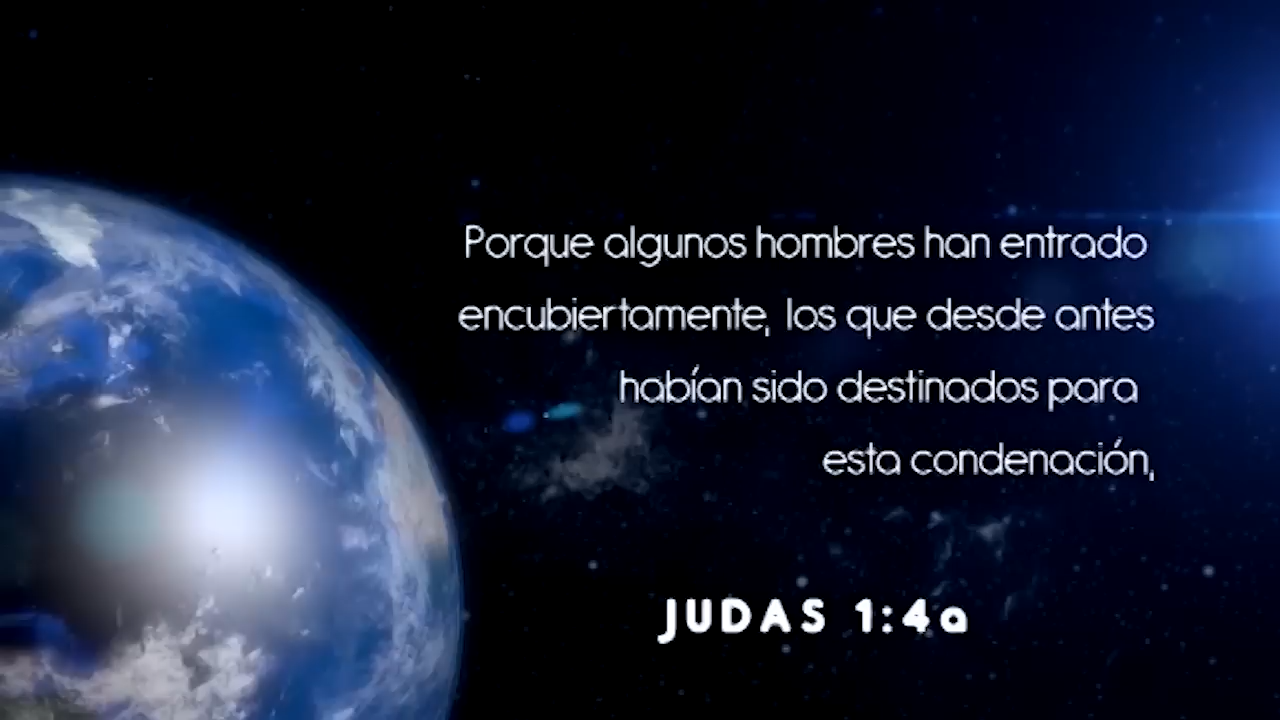 Porque algunos hombres han entrado
encubiertamente, los que desde antes
habían sido destinados para
esta condenación,
JUDAS 1:4a